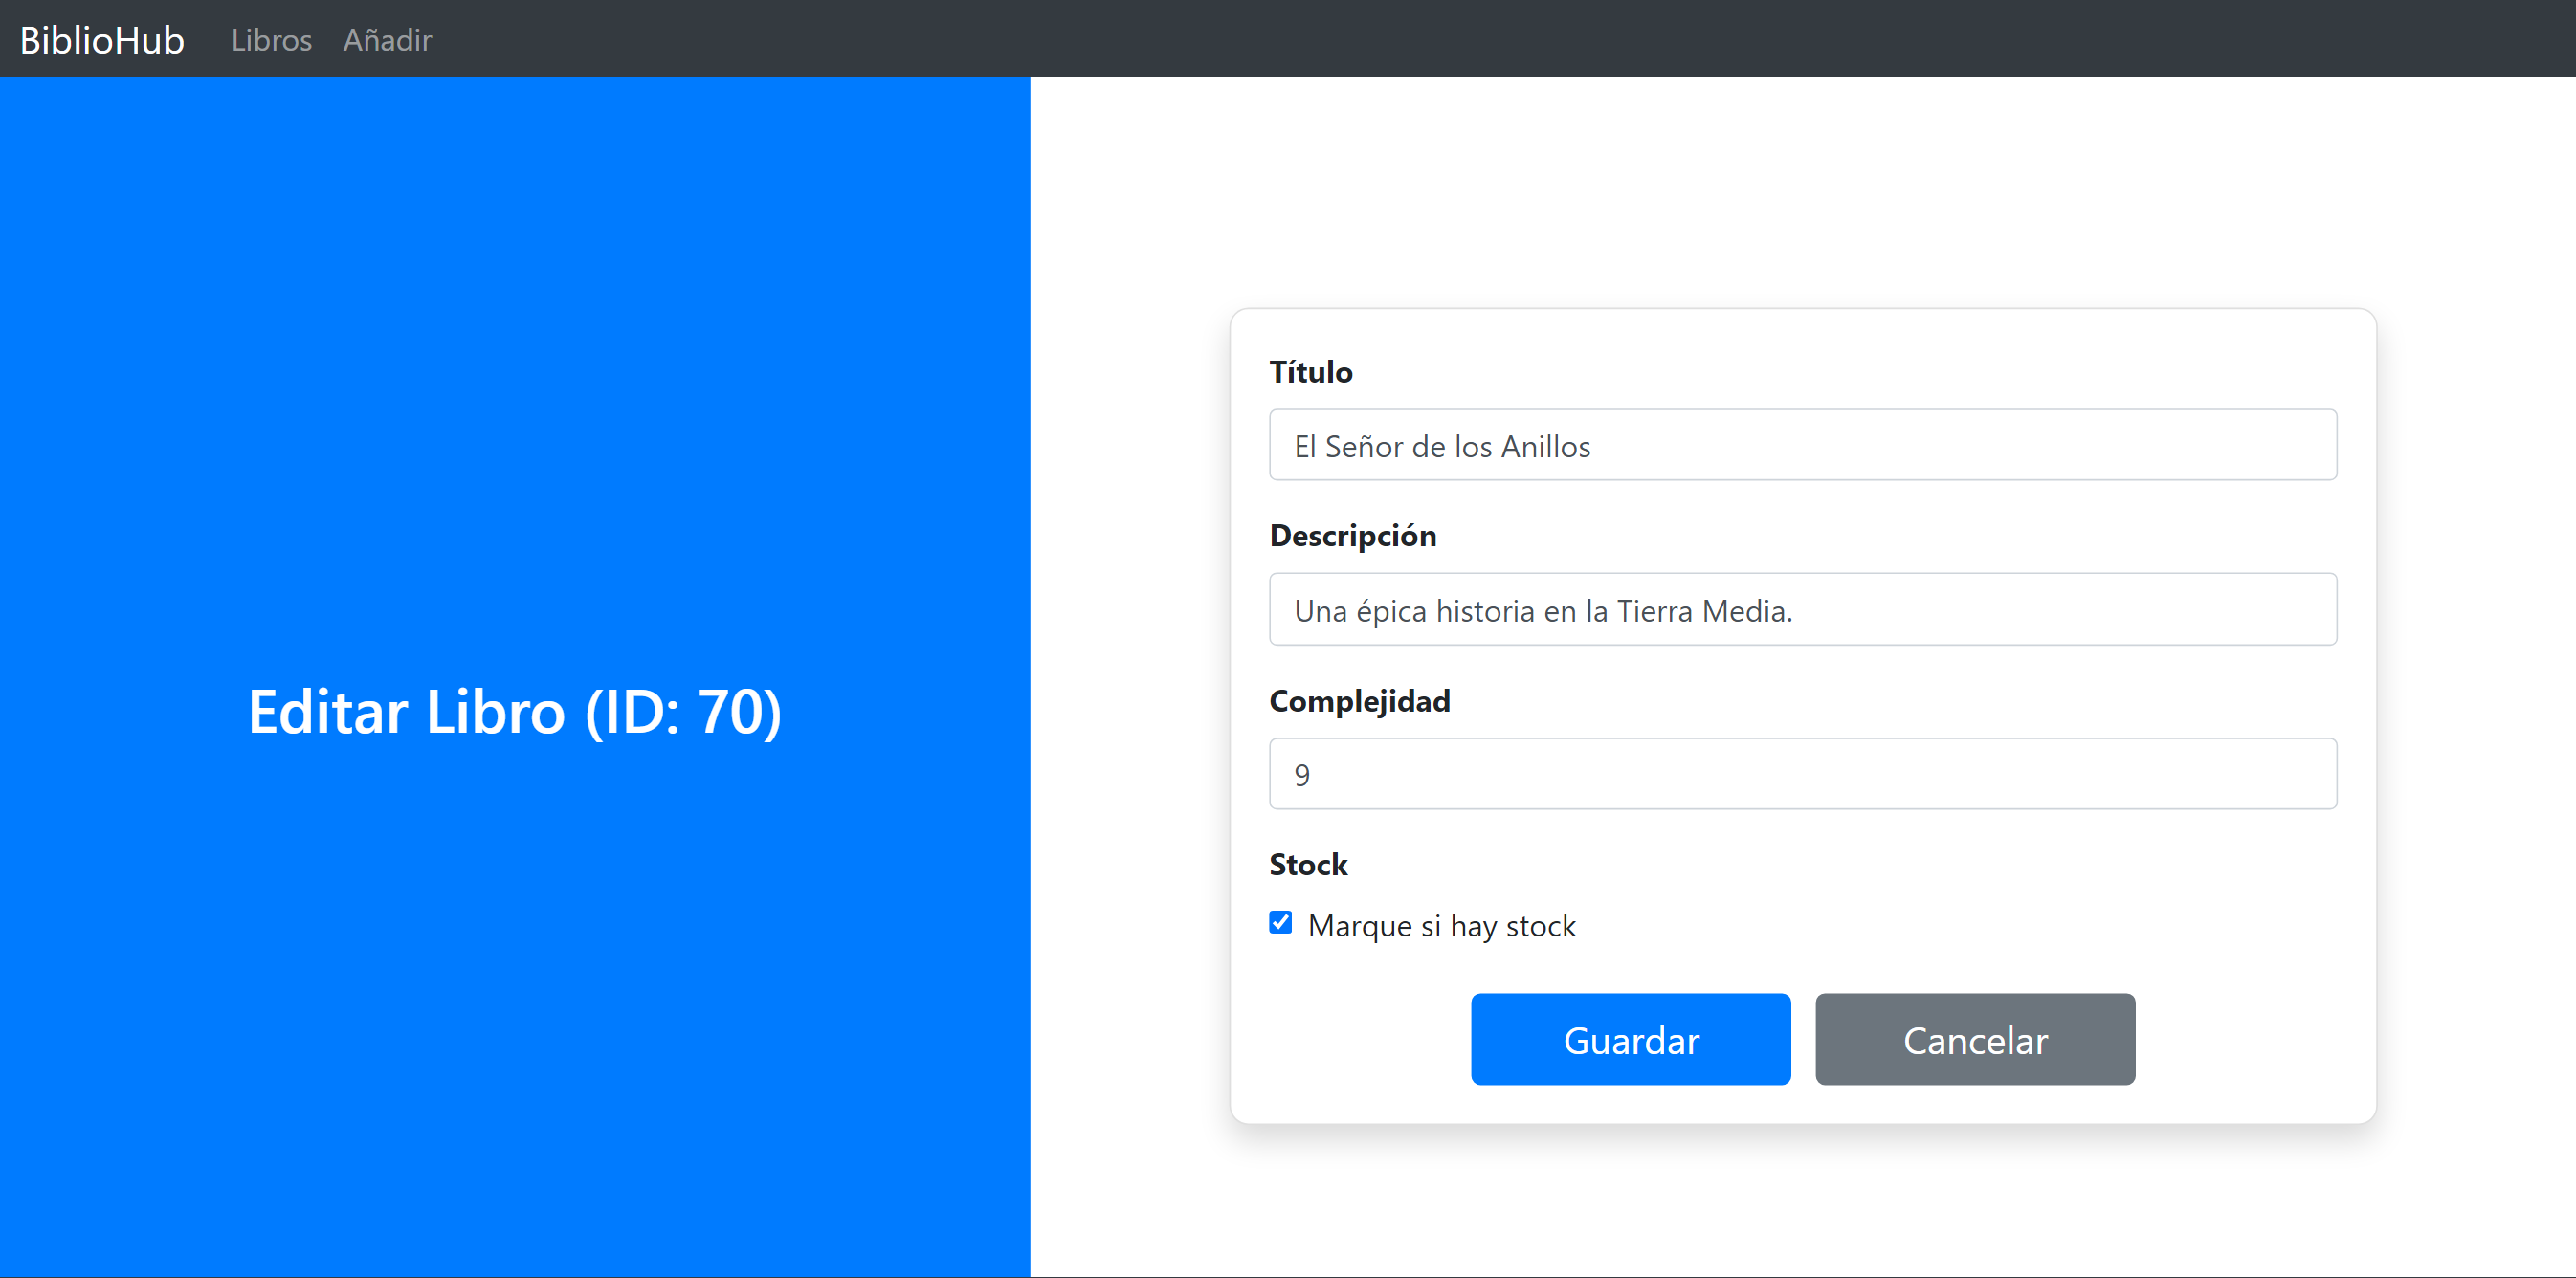 BiblioHub Libros Añadir
Editar Libro (ID: 70)
Título
El Señor de los Anillos
Descripción
Una épica historia en la Tierra Media.
Complejidad
9
Stock
Marque si hay stock
Guardar Cancelar